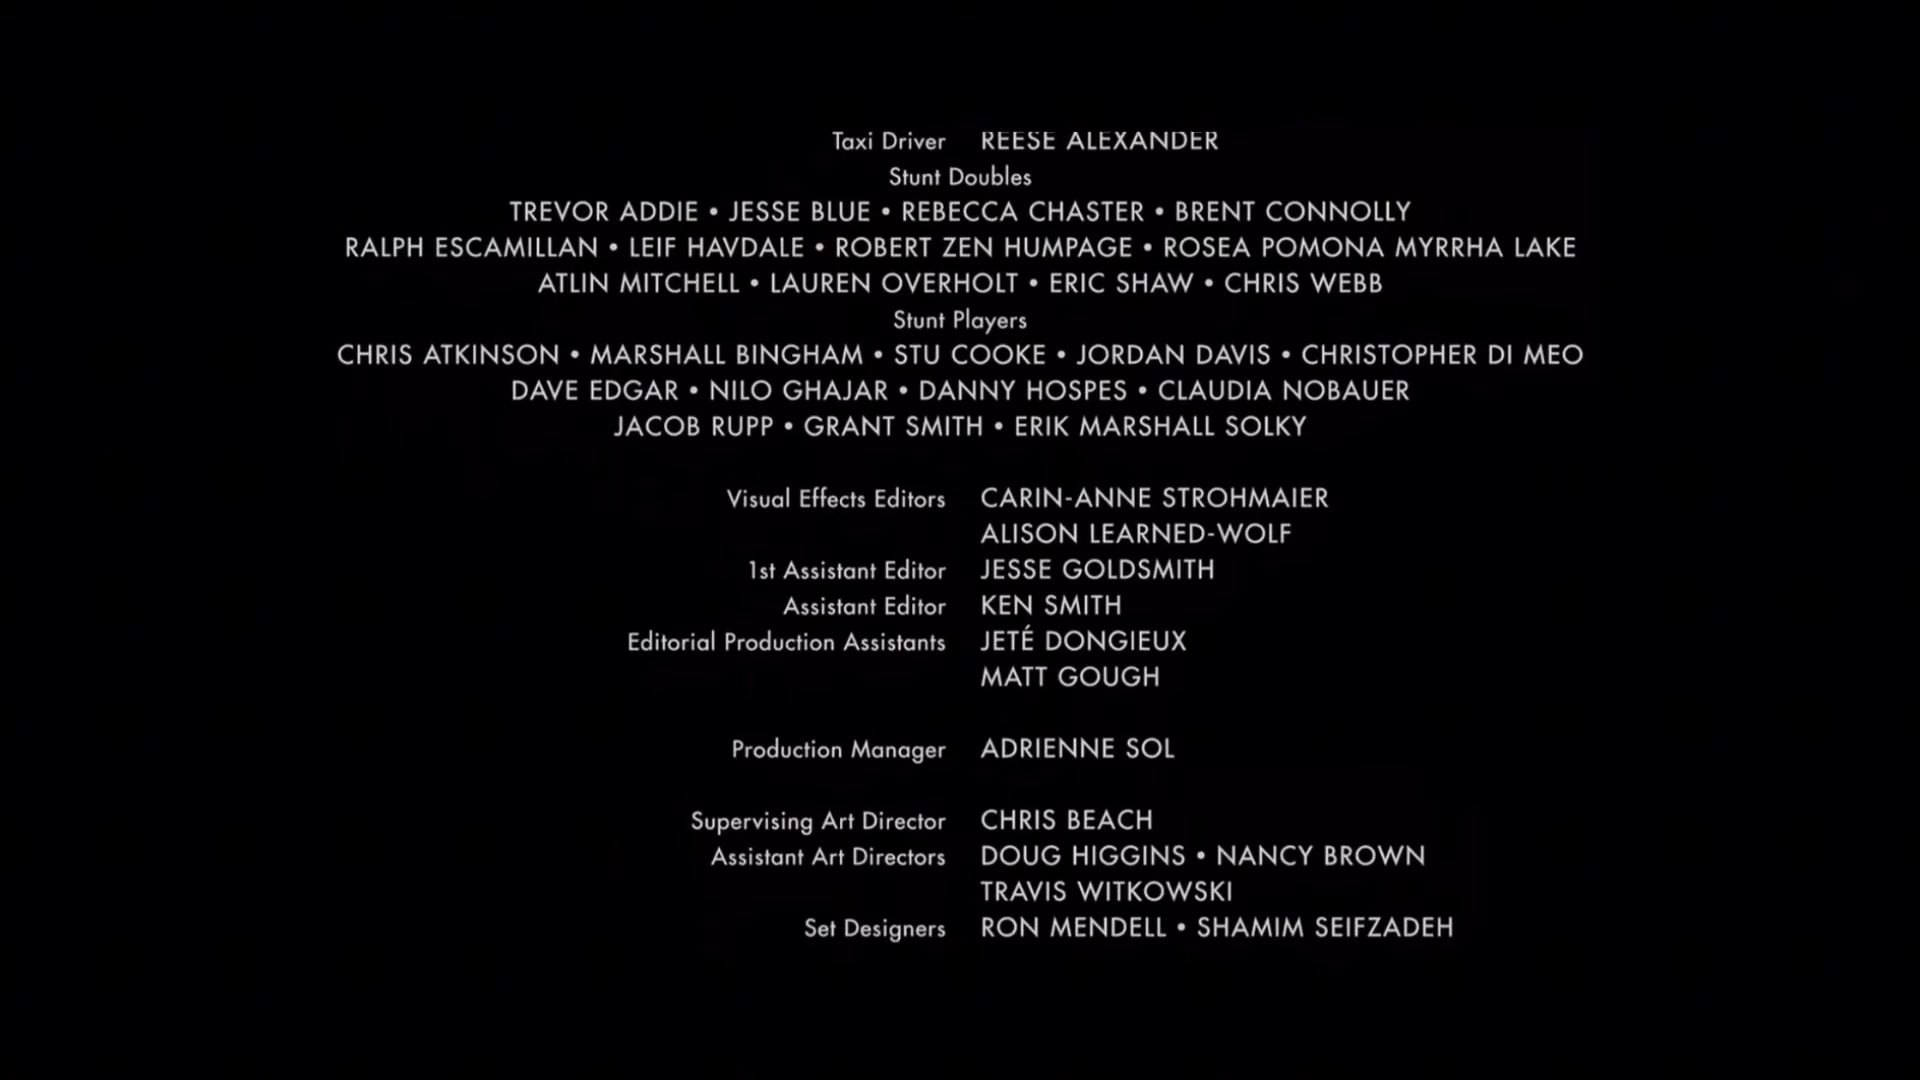 Taxi Driver REESE ALEXANDER
Stunt Doubles
TREVOR ADDIE • JESSE BLUE • REBECCA CHASTER • BRENT CONNOLLY
RALPH ESCAMILLAN • LEIF HAVDALE • ROBERT ZEN HUMPAGE • ROSEA POMONA MYRRHA LAKE
ATLIN MITCHELL • LAUREN OVERHOLT • ERIC SHAW • CHRIS WEBB
Stunt Players
CHRIS ATKINSON • MARSHALL BINGHAM • STU COOKE • JORDAN DAVIS • CHRISTOPHER DI MEO
DAVE EDGAR • NILO GHAJAR • DANNY HOSPES • CLAUDIA NOBAUER
JACOB RUPP • GRANT SMITH • ERIK MARSHALL SOLKY
Visual Effects Editors CARIN-ANNE STROHMAIER
ALISON LEARNED-WOLF
1st Assistant Editor JESSE GOLDSMITH
Assistant Editor KEN SMITH
Editorial Production Assistants JETÉ DONGIEUX
MATT GOUGH
Production Manager ADRIENNE SOL
Supervising Art Director CHRIS BEACH
Assistant Art Directors DOUG HIGGINS • NANCY BROWN
TRAVIS WITKOWSKI
Set Designers RON MENDELL • SHAMIM SEIFZADEH